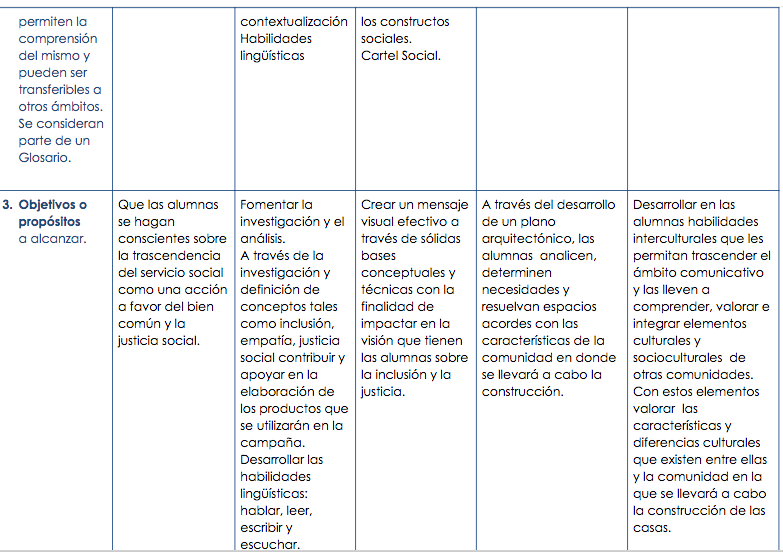 permiten la
comprensión
del mismo y
pueden ser
transferibles a
otros ámbitos.
Se consideran
parte de un
Glosario.
contextualización
Habilidades
lingüísticas
los constructos
sociales.
Cartel Social.
3. Objetivos o
propósitos
a alcanzar.
Que las alumnas
se hagan
conscientes sobre
la trascendencia
del servicio social
como una acción
a favor del bien
común y la
justicia social.
Fomentar la
investigación y el
análisis.
A través de la
investigación y
definición de
conceptos tales
como inclusión,
empatía, justicia
social contribuir y
apoyar en la
elaboración de
los productos que
se utilizarán en la
campaña.
Desarrollar las
habilidades
lingüísticas:
hablar, leer,
escribir y
escuchar.
Crear un mensaje
visual efectivo a
través de sólidas
bases
conceptuales y
técnicas con la
finalidad de
impactar en la
visión que tienen
las alumnas sobre
la inclusión y la
justicia.
A través del desarrollo
de un plano
arquitectónico, las
alumnas analicen,
determinen
necesidades y
resuelvan espacios
acordes con las
características de la
comunidad en donde
se llevará a cabo la
construcción.
Desarrollar en las
alumnas habilidades
interculturales que les
permitan trascender el
ámbito comunicativo
y las lleven a
comprender, valorar e
integrar elementos
culturales y
socioculturales de
otras comunidades.
Con estos elementos
valorar las
características y
diferencias culturales
que existen entre ellas
y la comunidad en la
que se llevará a cabo
la construcción de las
casas.